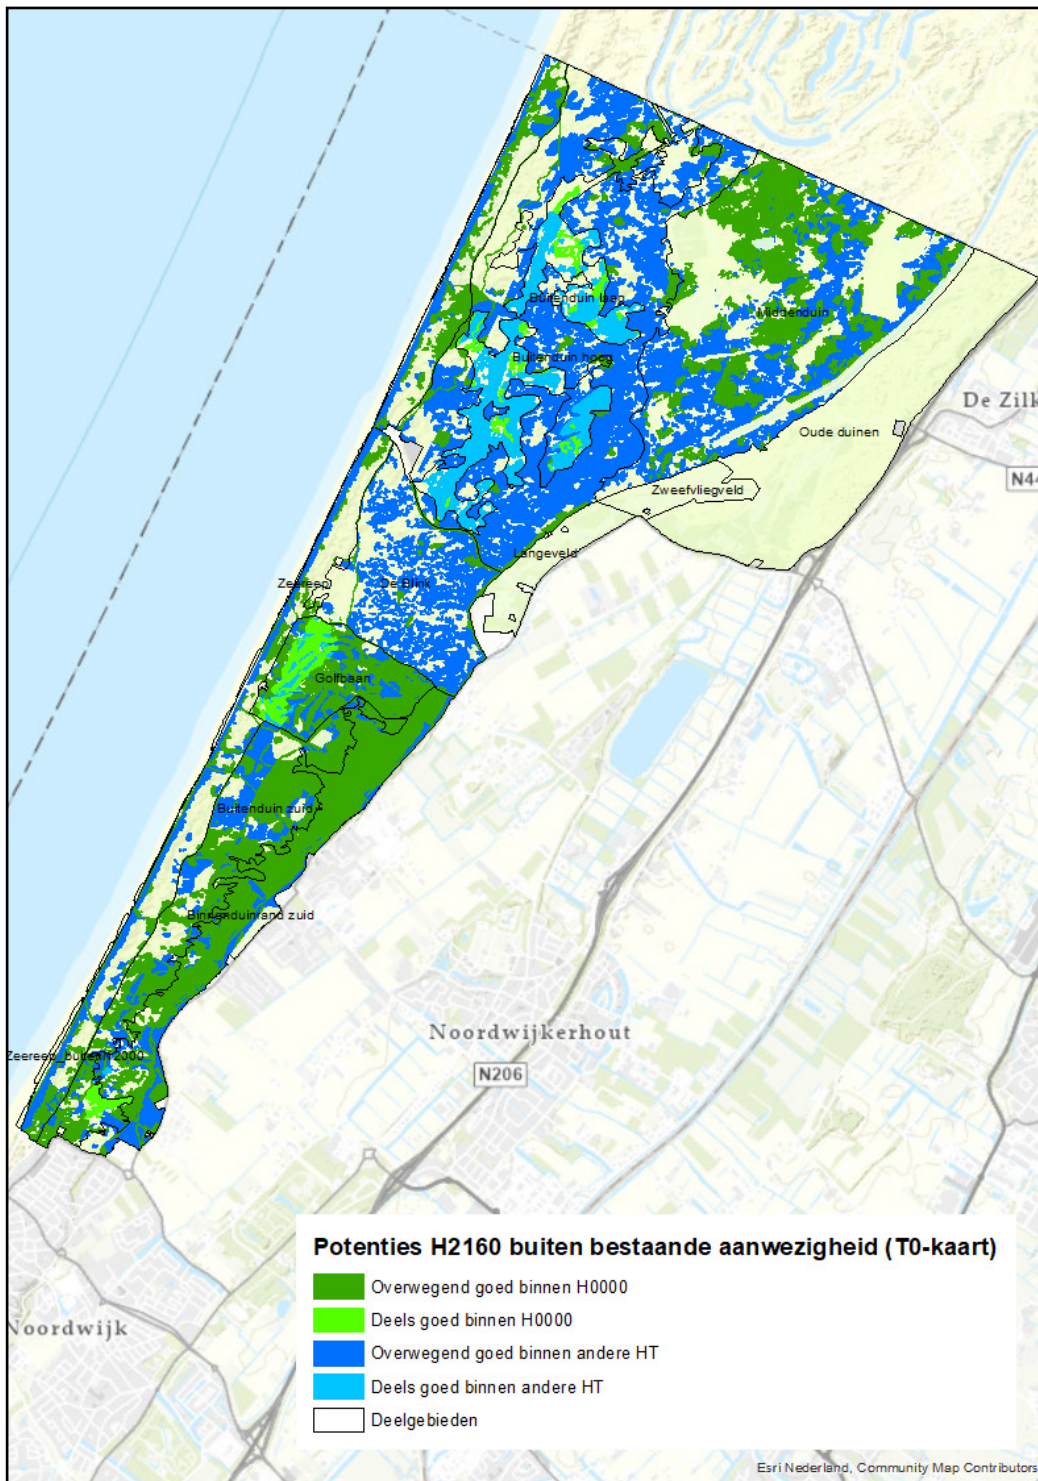 Buitenduin laag
Middenduin
Buitenduin hoog
De Zilk
Oude duinen
N44
Zweefvliegveld
Langeveld
Zeereep
De Blink
Golfbaan
Buitenduin zuid
Binnenduinrand zuid
Noordwijkerhout
Zeereep_buiten N2000
N206
Noordwijk
Potenties H2160 buiten bestaande aanwezigheid (T0-kaart)
Overwegend goed binnen H0000
Deels goed binnen H0000
Overwegend goed binnen andere HT
Deels goed binnen andere HT
Deelgebieden
Esri Nederland, Community Map Contributors